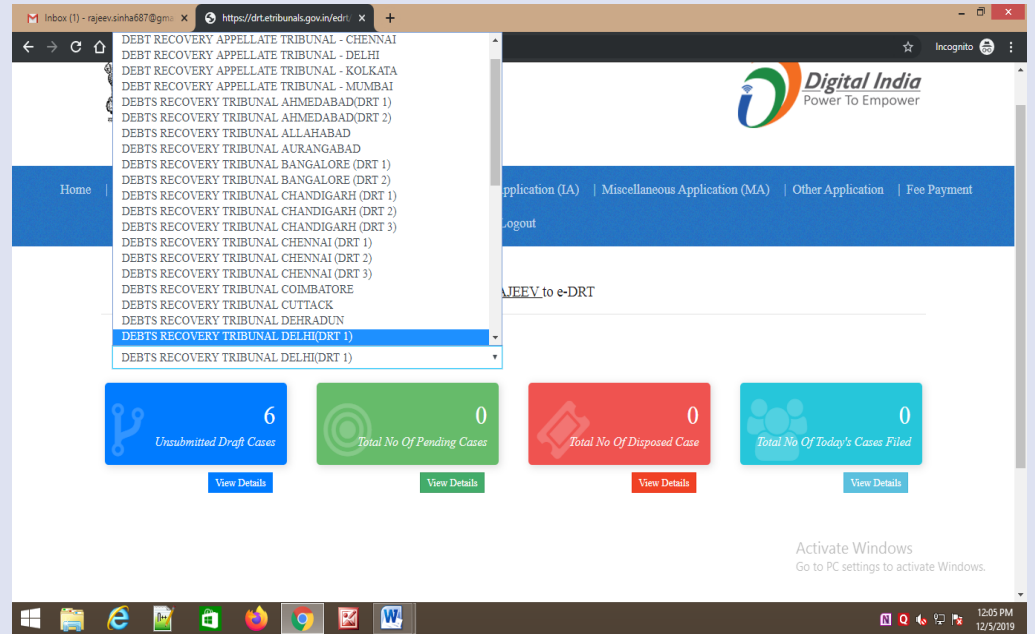 Inbox (1) - rajeev.sinha687@gma
https://drt.etribunals.gov.in/edrt/
Incognito
DEBT RECOVERY APPELLATE TRIBUNAL - CHENNAI
DEBT RECOVERY APPELLATE TRIBUNAL - DELHI
DEBT RECOVERY APPELLATE TRIBUNAL - KOLKATA
DEBT RECOVERY APPELLATE TRIBUNAL - MUMBAI
DEBTS RECOVERY TRIBUNAL AHMEDABAD(DRT 1)
DEBTS RECOVERY TRIBUNAL AHMEDABAD(DRT 2)
DEBTS RECOVERY TRIBUNAL ALLAHABAD
DEBTS RECOVERY TRIBUNAL AURANGABAD
DEBTS RECOVERY TRIBUNAL BANGALORE (DRT 1)
DEBTS RECOVERY TRIBUNAL BANGALORE (DRT 2)
DEBTS RECOVERY TRIBUNAL CHANDIGARH (DRT 1)
DEBTS RECOVERY TRIBUNAL CHANDIGARH (DRT 2)
DEBTS RECOVERY TRIBUNAL CHANDIGARH (DRT 3)
DEBTS RECOVERY TRIBUNAL CHENNAI (DRT 1)
DEBTS RECOVERY TRIBUNAL CHENNAI (DRT 2)
DEBTS RECOVERY TRIBUNAL CHENNAI (DRT 3)
DEBTS RECOVERY TRIBUNAL COIMBATORE
DEBTS RECOVERY TRIBUNAL CUTTACK
DEBTS RECOVERY TRIBUNAL DEHRADUN
DEBTS RECOVERY TRIBUNAL DELHI(DRT 1)
DEBTS RECOVERY TRIBUNAL DELHI(DRT 1)
Digital India
Power To Empower
Home | pplication (IA) | Miscellaneous Application (MA) | Other Application | Fee Payment
Logout
AJEEV to e-DRT
6
Unsubmitted Draft Cases
View Details
0
Total No Of Pending Cases
View Details
0
Total No Of Disposed Case
View Details
0
Total No Of Today's Cases Filed
View Details
Activate Windows
Go to PC settings to activate Windows.
12:05 PM
12/5/2019